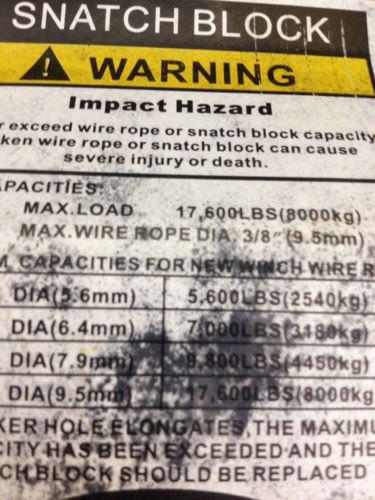 SNATCH BLOCK
WARNING
Impact Hazard
exceed wire rope or snatch block capacity
ken wire rope or snatch block can cause
severe injury or death.
APACITIES:
MAX.LOAD 17,600LBS(8000kg)
MAX.WIRE ROPE DIA. 3/8"(9.5mm)
M. CAPACITIES FOR NEW WINCH WIRE R
DIA(5.6mm) 5,600LBS(2540kg)
DIA(6.4mm) 7,000LBS(3180kg)
DIA(7.9mm) 9,800LBS(4450kg)
DIA(9.5mm) 17,600LBS(8000kg
KER HOLE ELONGATES,THE MAXIMU
CITY HAS BEEN EXCEEDED AND THE
CH BLOCK SHOULD BE REPLACED